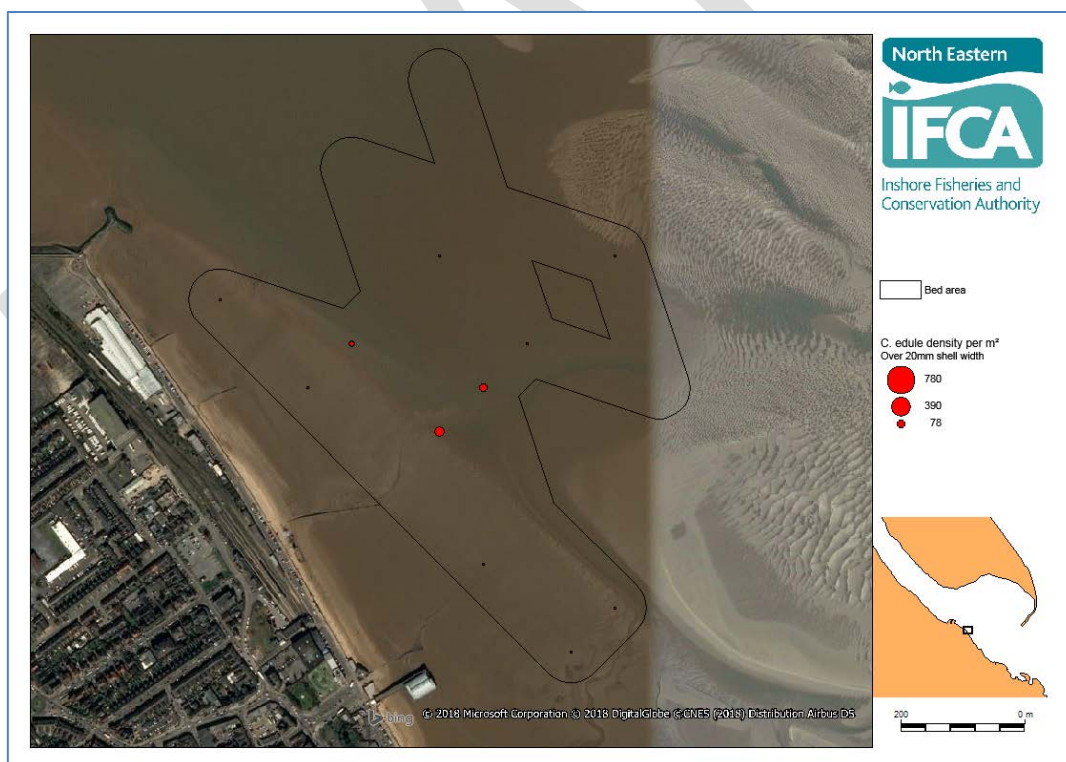 North Eastern
IFCA
Inshore Fisheries and
Conservation Authority
Bed area
C. edule density per m²
Over 20mm shell width
780
390
78
200 0 m
bing © 2018 Microsoft Corporation © 2018 DigitalGlobe © CNES (2018) Distribution Airbus DS